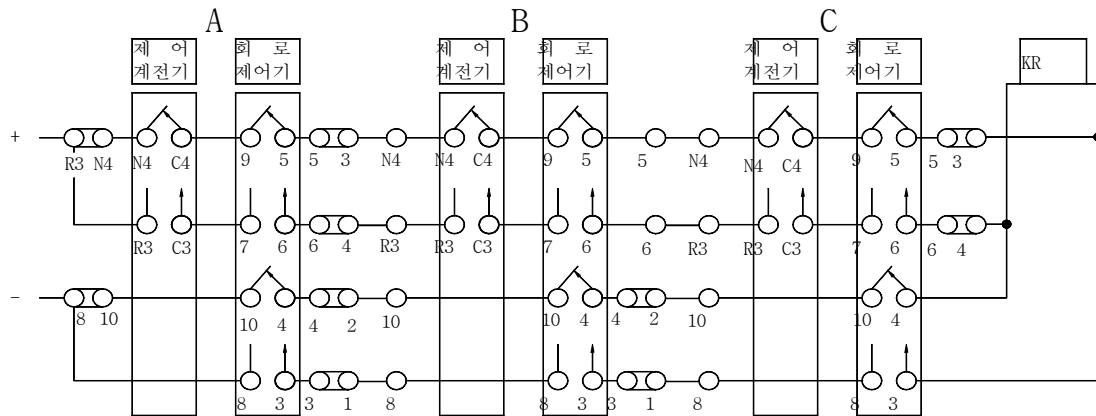 A B C
제 어 회 로 제 어 회 로 제 어 회 로 KR
계전기 제어기 계전기 제어기 계전기 제어기
+
R3 N4 N4 C4 9 5 5 3 N4 N4 C4 9 5 5 N4 N4 C4 9 5 5 3
R3 C3 7 6 6 4 R3 R3 C3 7 6 6 R3 R3 C3 7 6 6 4
-
8 10 10 4 4 2 10 10 4 4 2 10 10 4
8 3 3 1 8 8 3 3 1 8 8 3